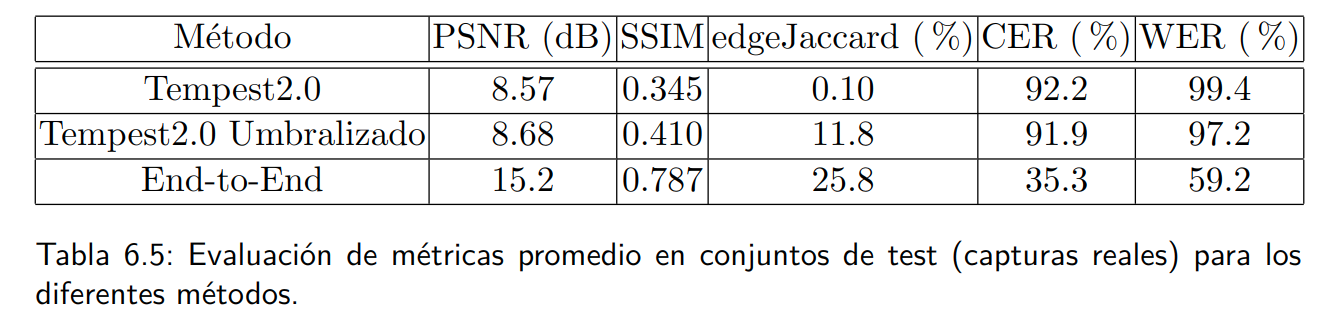 Método PSNR (dB) SSIM edgeJaccard (%) CER (%) WER (%)
Tempest2.0 8.57 0.345 0.10 92.2 99.4
Tempest2.0 Umbralizado 8.68 0.410 11.8 91.9 97.2
End-to-End 15.2 0.787 25.8 35.3 59.2
Tabla 6.5: Evaluación de métricas promedio en conjuntos de test (capturas reales) para los
diferentes métodos.